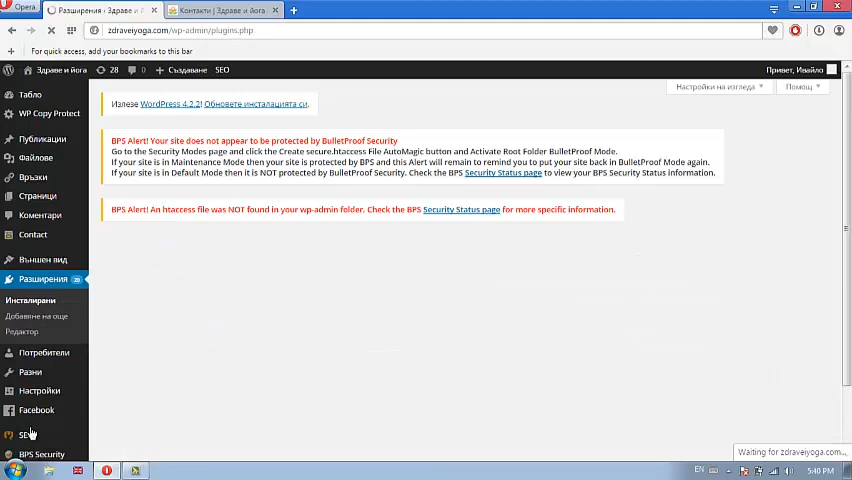 Opera
Разширения ‹ Здраве и й
Контакти | Здраве и йога
zdraveiyoga.com/wp-admin/plugins.php
For quick access, add your bookmarks to this bar
Здраве и йога
28
0
Създаване
SEO
Привет, Ивайло
Настройки на изгледа
Помощ
Табло
WP Copy Protect
Публикации
Файлове
Връзки
Страници
Коментари
Contact
Външен вид
Разширения 28
Инсталирани
Добавяне на още
Редактор
Потребители
Разни
Настройки
Facebook
SEO
BPS Security
Излезе WordPress 4.2.2! Обновете инсталацията си.
BPS Alert! Your site does not appear to be protected by BulletProof Security
Go to the Security Modes page and click the Create secure.htaccess File AutoMagic button and Activate Root Folder BulletProof Mode.
If your site is in Maintenance Mode then your site is protected by BPS and this Alert will remain to remind you to put your site back in BulletProof Mode again.
If your site is in Default Mode then it is NOT protected by BulletProof Security. Check the BPS Security Status page to view your BPS Security Status information.
BPS Alert! An htaccess file was NOT found in your wp-admin folder. Check the BPS Security Status page for more specific information.
Waiting for zdraveiyoga.com...
EN
5:40 PM